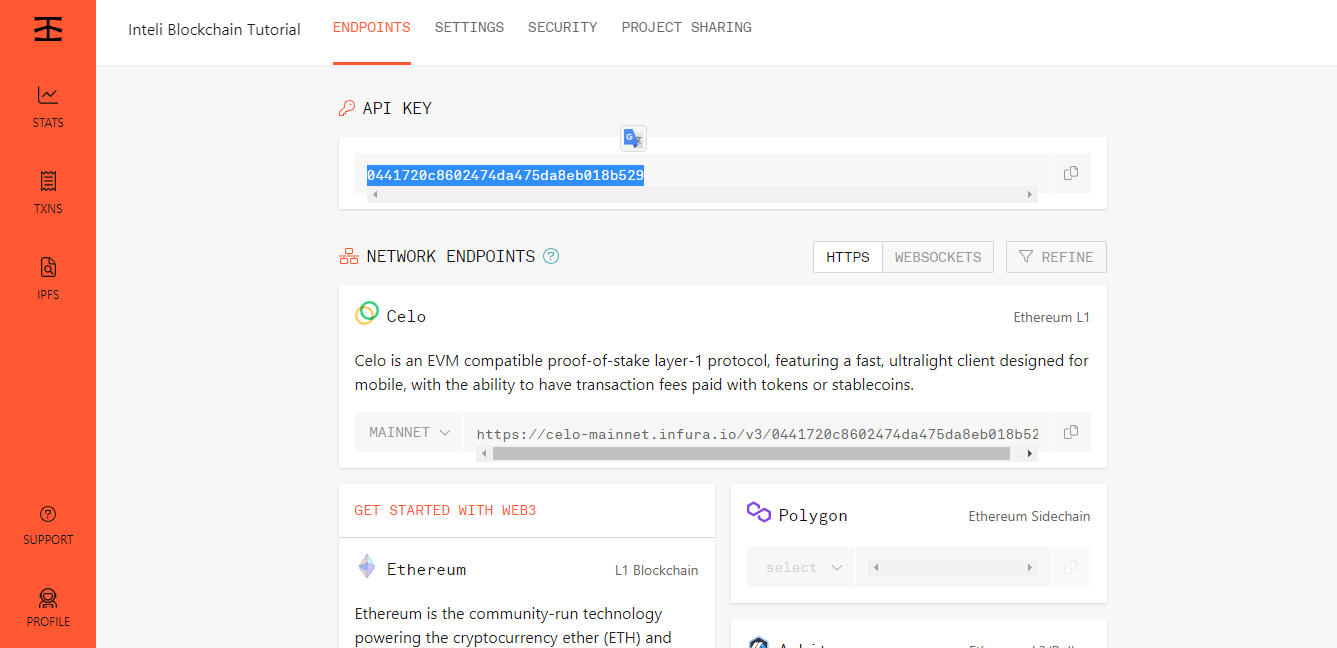 Inteli Blockchain Tutorial
ENDPOINTS
SETTINGS
SECURITY
PROJECT SHARING
STATS
TXNS
IPFS
SUPPORT
PROFILE
API KEY
0441720c8602474da475da8eb018b529
NETWORK ENDPOINTS
HTTPS
WEBSOCKETS
REFINE
Celo
Ethereum L1
Celo is an EVM compatible proof-of-stake layer-1 protocol, featuring a fast, ultralight client designed for
mobile, with the ability to have transaction fees paid with tokens or stablecoins.
MAINNET
https://celo-mainnet.infura.io/v3/0441720c8602474da475da8eb018b52
GET STARTED WITH WEB3
Ethereum
L1 Blockchain
Ethereum is the community-run technology
powering the cryptocurrency ether (ETH) and
Polygon
Ethereum Sidechain
select